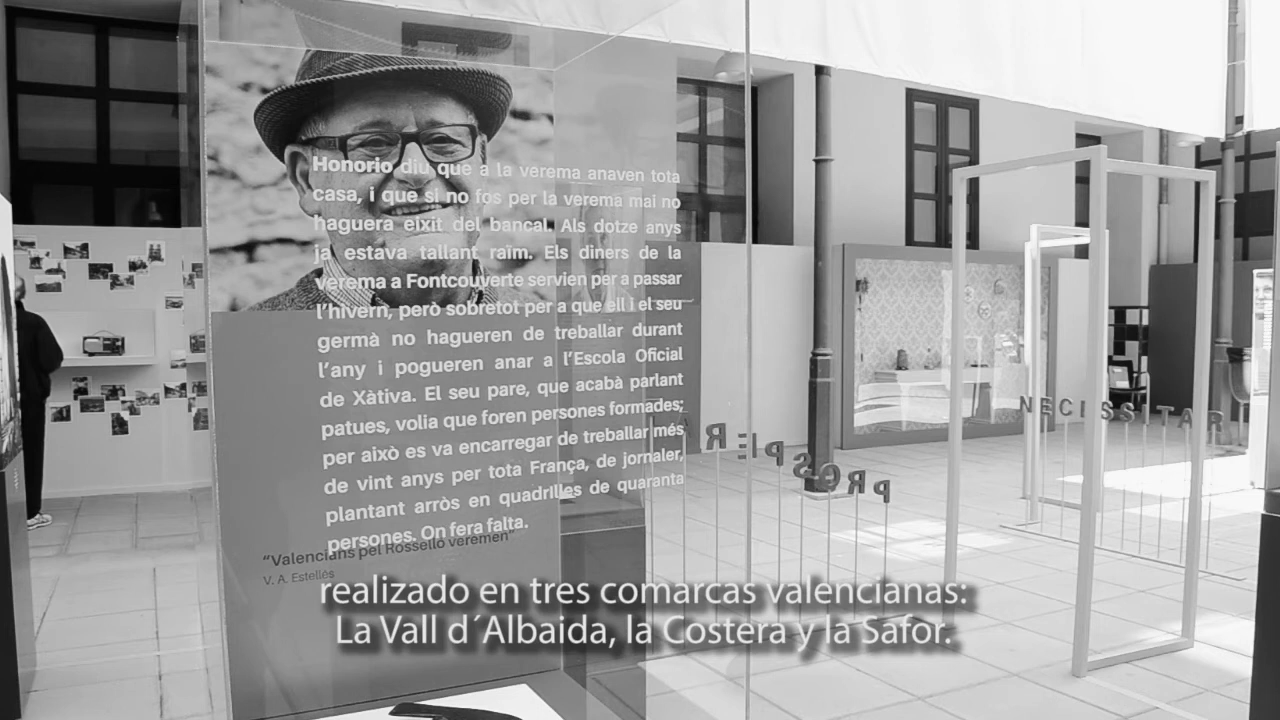 Honorio diu que a la verema anaven tota
casa, i que si no fos per la verema mai no
haguera eixit del bancal. Als dotze anys
ja estava tallant raïm. Els diners de la
verema a Fontcouverte servien per a passar
l'hivern, però sobretot per a que ell i el seu
germà no hagueren de treballar durant
l'any i pogueren anar a l'Escola Oficial
de Xàtiva. El seu pare, que acabà parlant
patues, volia que foren persones formades;
per això es va encarregar de treballar més
de vint anys per tota França, de jornaler,
plantant arròs en quadrilles de quaranta
persones. On fera falta.
"Valencians pel Rosselló veremen"
V. A. Estellés
NECESSITAR
PROSPERAR
realizado en tres comarcas valencianas:
La Vall d´Albaida, la Costera y la Safor.